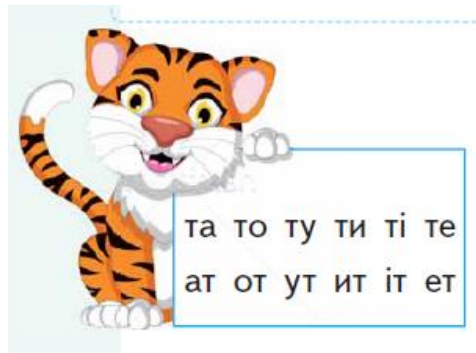 та то ту ти ті те
ат от ут ит іт ет